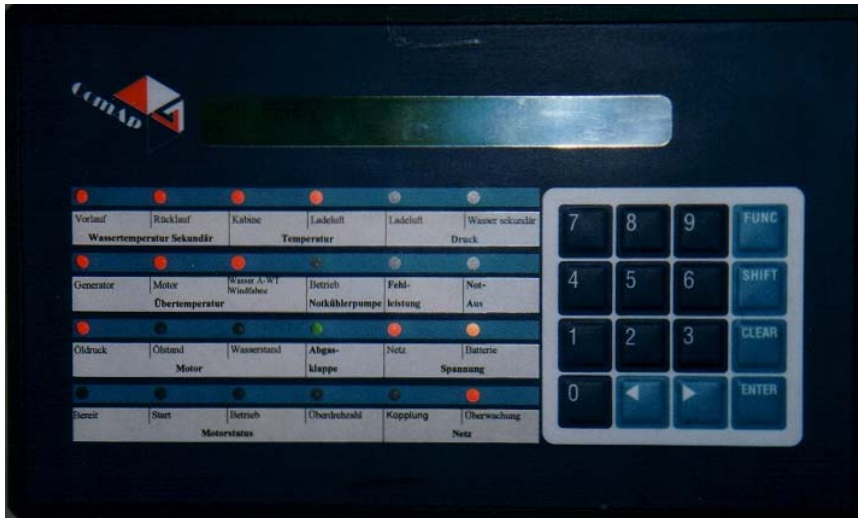 ComAp
Vorlauf Rücklauf Kabine Ladeluft Ladeluft Wasser sekundär
Wassertemperatur Sekundär Temperatur Druck
Generator Motor Wasser A-WT Windfahne Betrieb Fehl- Not-
Übertemperatur Notkühlerpumpe leistung Aus
Öldruck Ölstand Wasserstand Abgas- Netz Batterie
Motor klappe Spannung
Bereit Start Betrieb Überdrehzahl Kopplung Überwachung
Motorstatus Netz
7 8 9 FUNC
4 5 6 SHIFT
1 2 3 CLEAR
0 ENTER